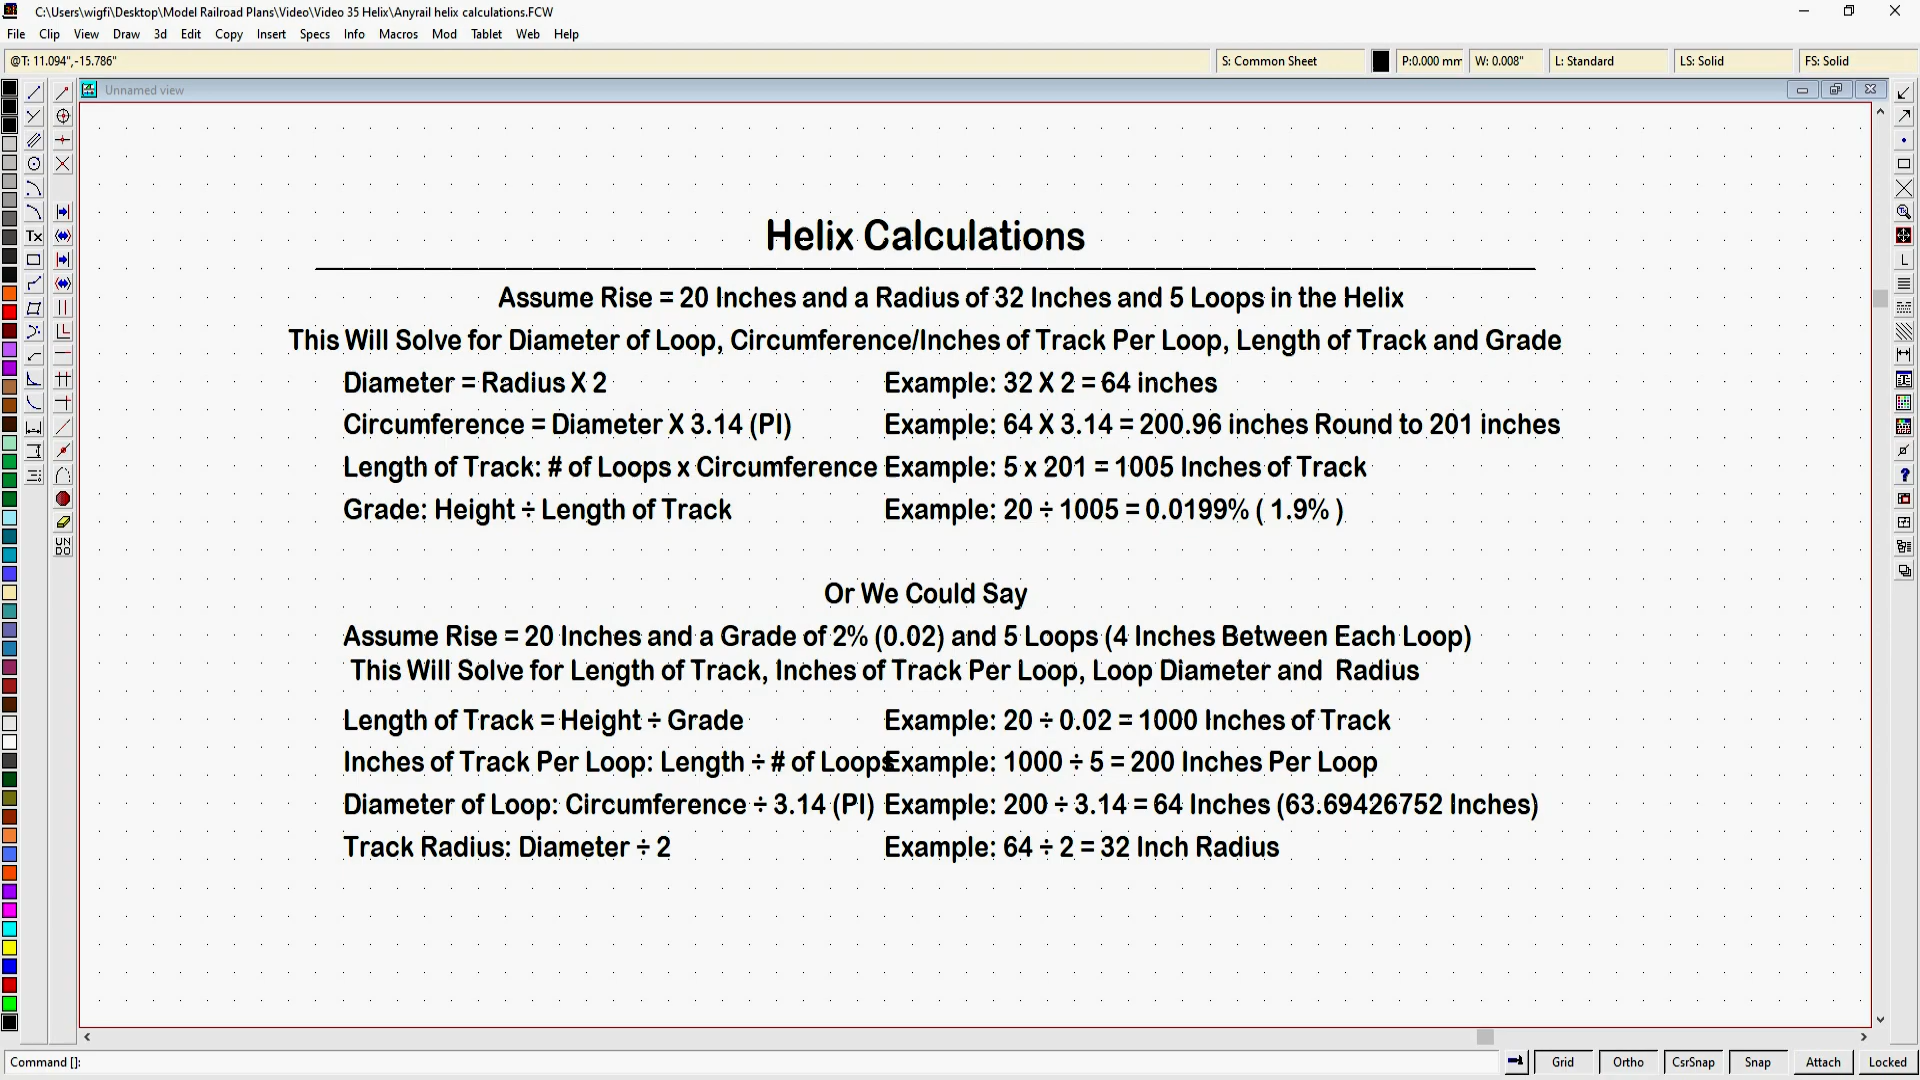 C:\Users\wigfi\Desktop\Model Railroad Plans\Video\Video 35 Helix\Anyrail helix calculations.FCW
File Clip View Draw 3d Edit Copy Insert Specs Info Macros Mod Tablet Web Help
@T: 11.094",-15.786" S: Common Sheet P:0.000 mm W: 0.008" L: Standard LS: Solid FS: Solid
Unnamed view
Tx
L
UN
DO
Helix Calculations
Assume Rise = 20 Inches and a Radius of 32 Inches and 5 Loops in the Helix
This Will Solve for Diameter of Loop, Circumference/Inches of Track Per Loop, Length of Track and Grade
Diameter = Radius X 2 Example: 32 X 2 = 64 inches
Circumference = Diameter X 3.14 (PI) Example: 64 X 3.14 = 200.96 inches Round to 201 inches
Length of Track: # of Loops x Circumference Example: 5 x 201 = 1005 Inches of Track
Grade: Height ÷ Length of Track Example: 20 ÷ 1005 = 0.0199% ( 1.9% )
Or We Could Say
Assume Rise = 20 Inches and a Grade of 2% (0.02) and 5 Loops (4 Inches Between Each Loop)
This Will Solve for Length of Track, Inches of Track Per Loop, Loop Diameter and Radius
Length of Track = Height ÷ Grade Example: 20 ÷ 0.02 = 1000 Inches of Track
Inches of Track Per Loop: Length ÷ # of Loops Example: 1000 ÷ 5 = 200 Inches Per Loop
Diameter of Loop: Circumference ÷ 3.14 (PI) Example: 200 ÷ 3.14 = 64 Inches (63.69426752 Inches)
Track Radius: Diameter ÷ 2 Example: 64 ÷ 2 = 32 Inch Radius
Command []: Grid Ortho CsrSnap Snap Attach Locked